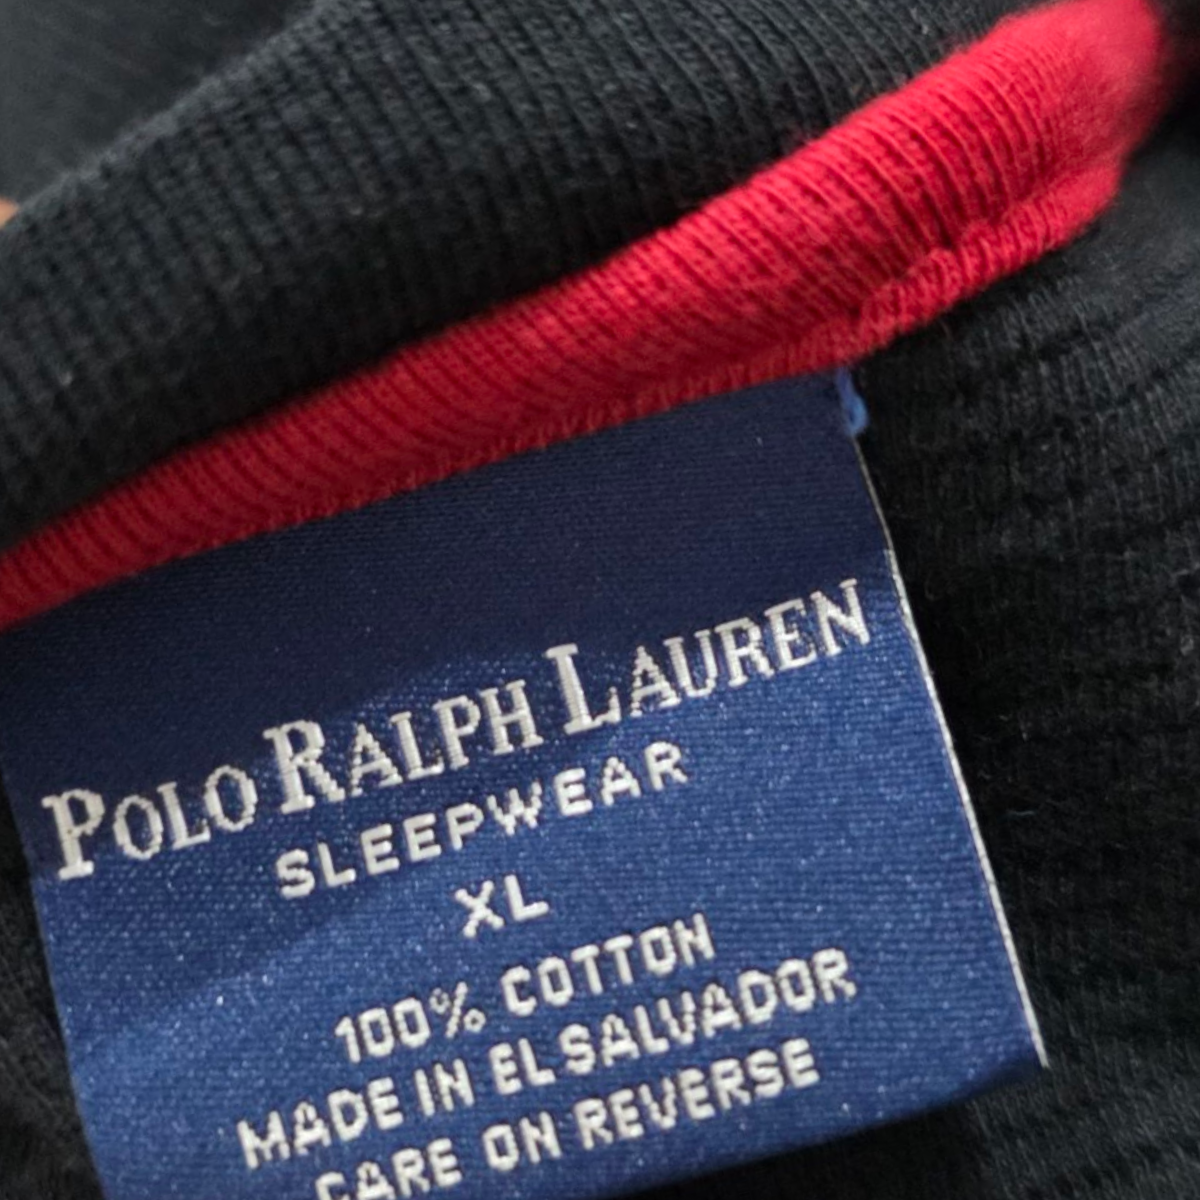 POLO RALPH LAUREN
SLEEPWEAR
XL
100% COTTON
MADE IN EL SALVADOR
CARE ON REVERSE